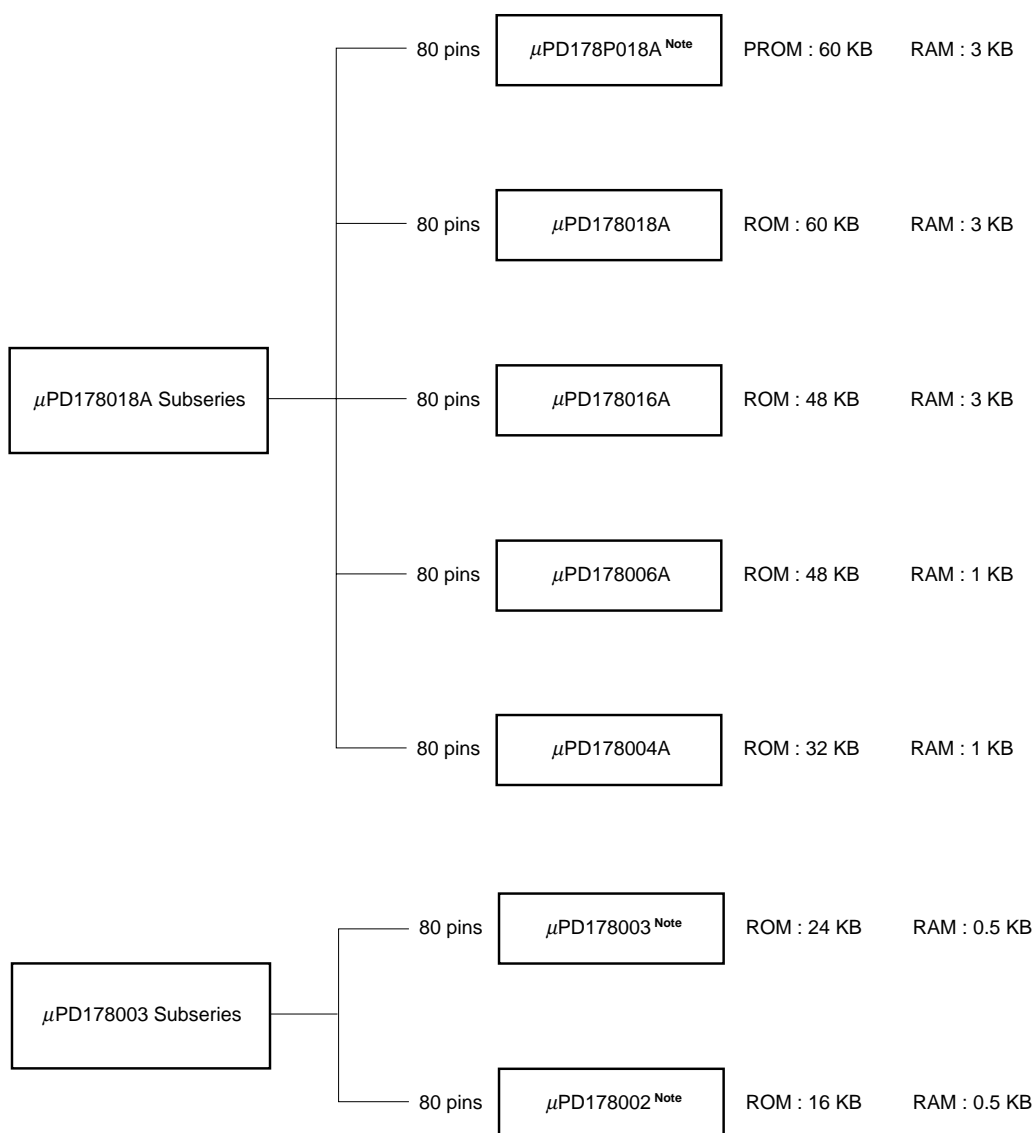 80 pins μPD178P018A Note PROM : 60 KB RAM : 3 KB
80 pins μPD178018A ROM : 60 KB RAM : 3 KB
μPD178018A Subseries 80 pins μPD178016A ROM : 48 KB RAM : 3 KB
80 pins μPD178006A ROM : 48 KB RAM : 1 KB
80 pins μPD178004A ROM : 32 KB RAM : 1 KB
80 pins μPD178003 Note ROM : 24 KB RAM : 0.5 KB
μPD178003 Subseries
80 pins μPD178002 Note ROM : 16 KB RAM : 0.5 KB